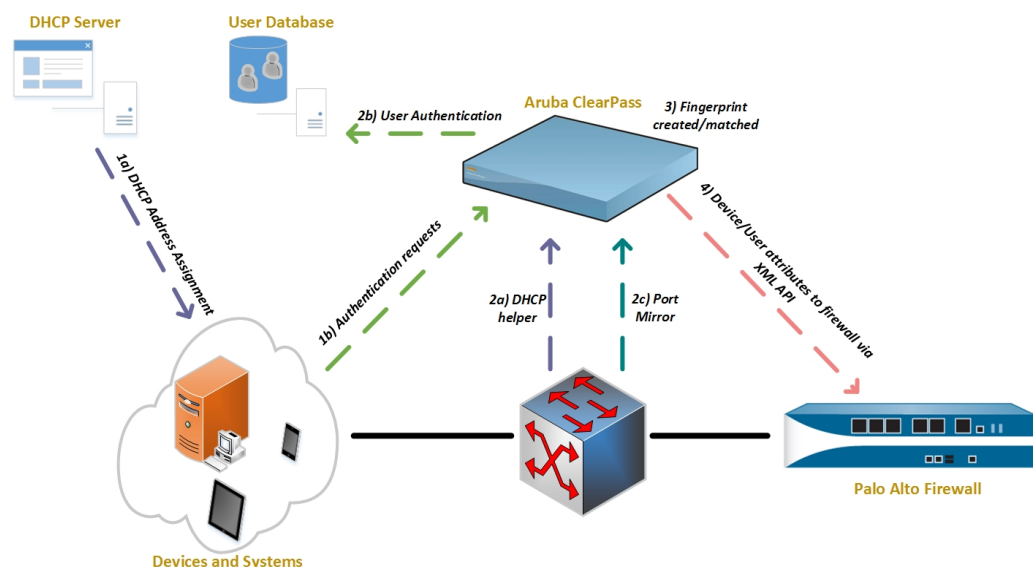 DHCP Server
User Database
2b) User Authentication
Aruba ClearPass
3) Fingerprint
created/matched
1a) DHCP Address Assignment
1b) Authentication requests
2a) DHCP
helper
2c) Port
Mirror
4) Device/User attributes to firewall via
XML API
Palo Alto Firewall
Devices and Systems